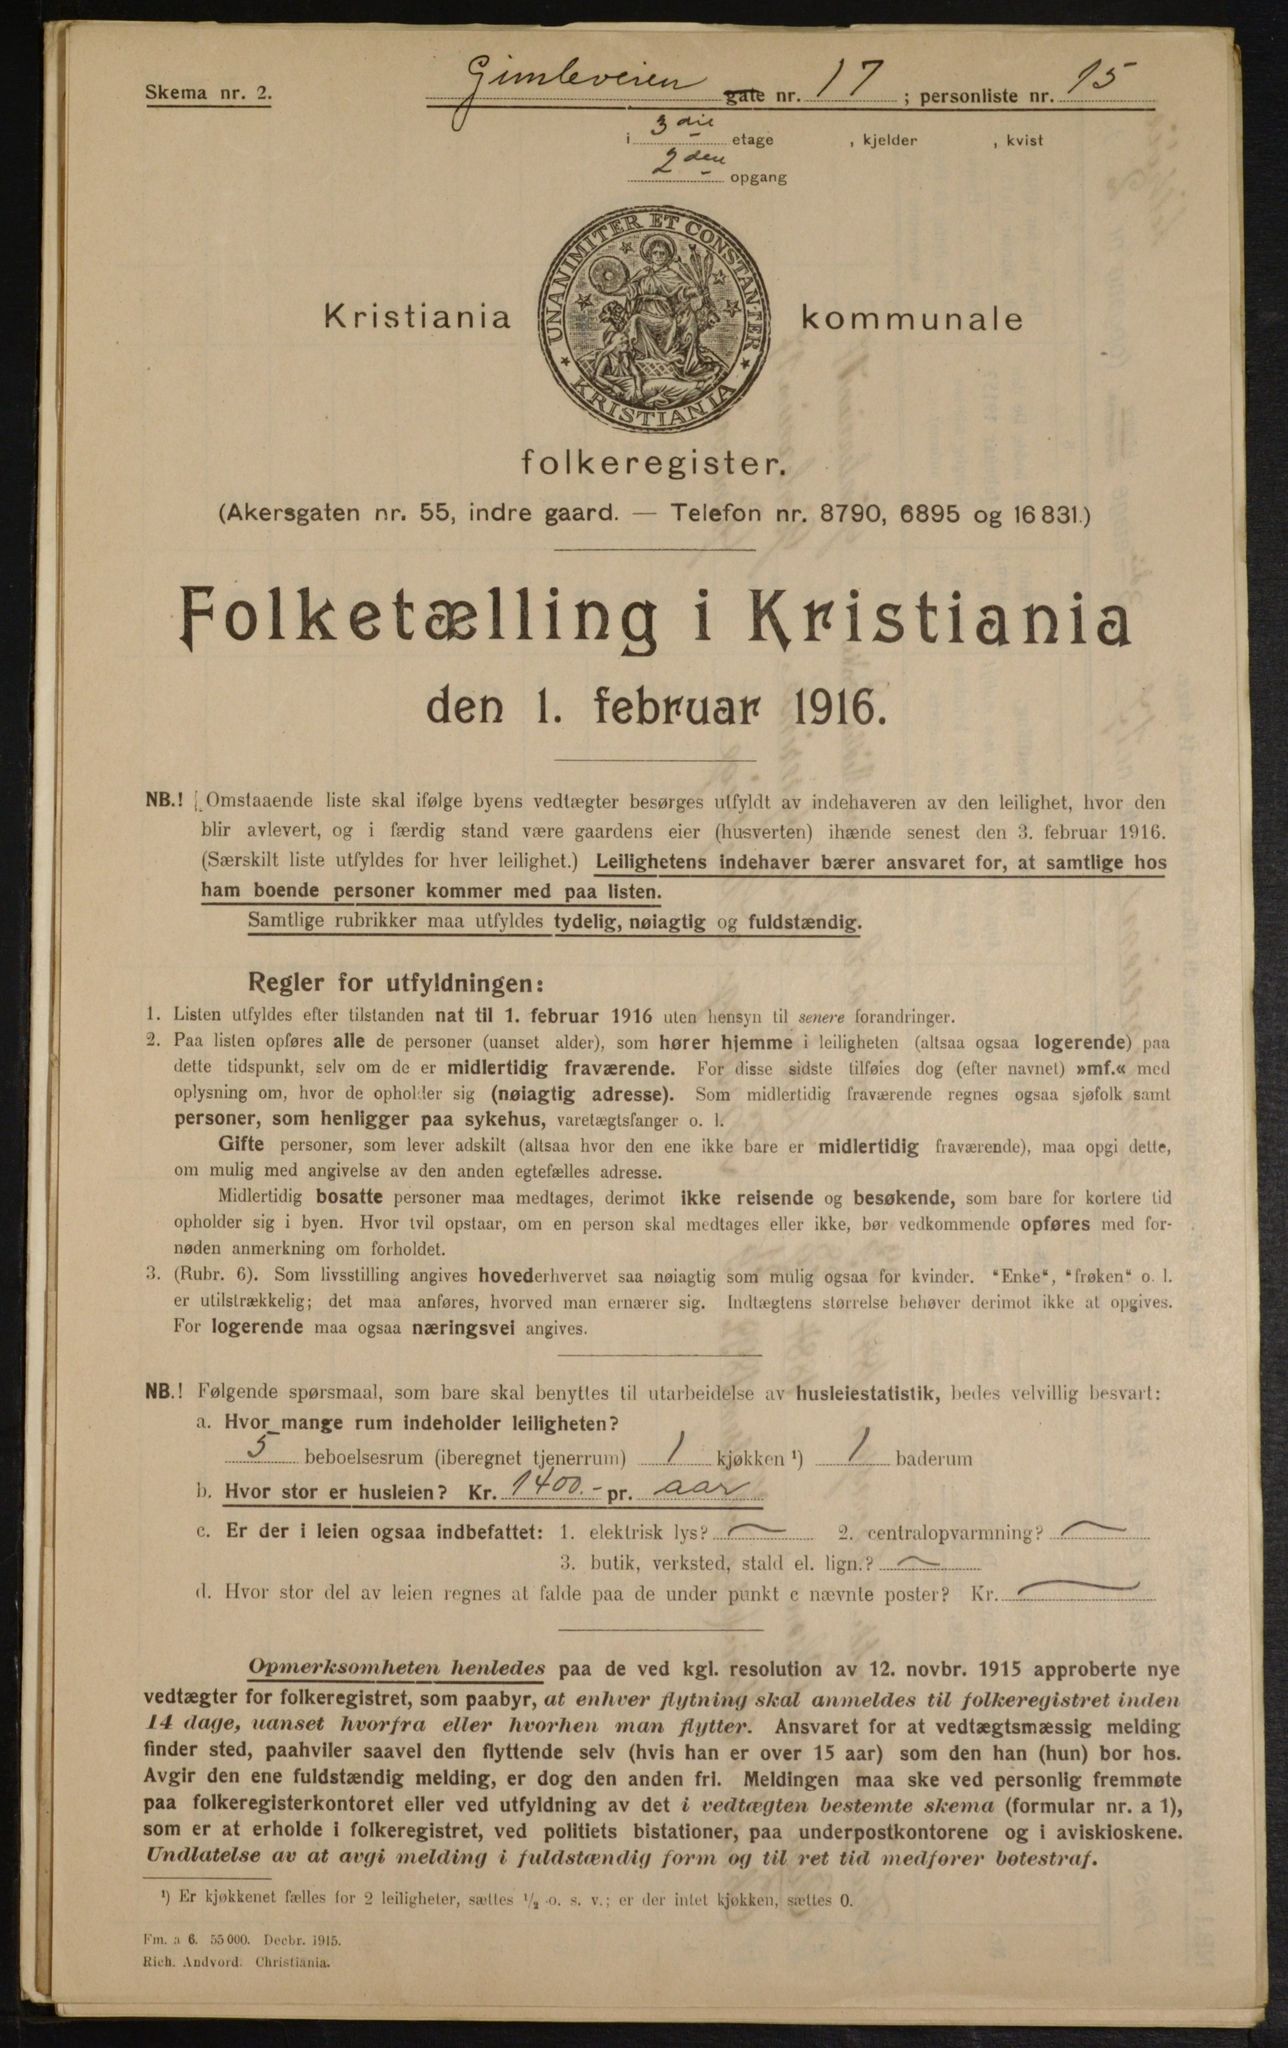 Skema nr. 2.
Gimleveien gate nr. 17 ; personliste nr. 15
i 3die etage , kjelder , kvist
2den opgang
UNANIMITER ET CONSTANTER
KRISTIANIA
Kristiania kommunale
folkeregister.
(Akersgaten nr. 55, indre gaard. — Telefon nr. 8790, 6895 og 16 831.)
Folketælling i Kristiania
den 1. februar 1916.
NB.! Omstaaende liste skal ifølge byens vedtægter besørges utfyldt av indehaveren av den leilighet, hvor den
blir avlevert, og i færdig stand være gaardens eier (husverten) ihænde senest den 3. februar 1916.
(Særskilt liste utfyldes for hver leilighet.) Leilighetens indehaver bærer ansvaret for, at samtlige hos
ham boende personer kommer med paa listen.
Samtlige rubrikker maa utfyldes tydelig, nøiagtig og fuldstændig.
Regler for utfyldningen:
1. Listen utfyldes efter tilstanden nat til 1. februar 1916 uten hensyn til senere forandringer.
2. Paa listen opføres alle de personer (uanset alder), som hører hjemme i leiligheten (altsaa ogsaa logerende) paa
dette tidspunkt, selv om de er midlertidig fraværende. For disse sidste tilføies dog (efter navnet) »mf.« med
oplysning om, hvor de opholder sig (nøiagtig adresse). Som midlertidig fraværende regnes ogsaa sjøfolk samt
personer, som henligger paa sykehus, varetægtsfanger o. l.
Gifte personer, som lever adskilt (altsaa hvor den ene ikke bare er midlertidig fraværende), maa opgi dette,
om mulig med angivelse av den anden egtefælles adresse.
Midlertidig bosatte personer maa medtages, derimot ikke reisende og besøkende, som bare for kortere tid
opholder sig i byen. Hvor tvil opstaar, om en person skal medtages eller ikke, bør vedkommende opføres med for-
nøden anmerkning om forholdet.
3. (Rubr. 6). Som livsstilling angives hovederhvervet saa nøiagtig som mulig ogsaa for kvinder. "Enke", "frøken" o. l.
er utilstrækkelig; det maa anføres, hvorved man ernærer sig. Indtægtens størrelse behøver derimot ikke at opgives.
For logerende maa ogsaa næringsvei angives.
NB.! Følgende spørsmaal, som bare skal benyttes til utarbeidelse av husleiestatistik, bedes velvillig besvart:
a. Hvor mange rum indeholder leiligheten?
5 beboelsesrum (iberegnet tjenerrum) 1 kjøkken ¹) 1 baderum
b. Hvor stor er husleien? Kr. 1400.- pr. aar
c. Er der i leien ogsaa indbefattet: 1. elektrisk lys? — 2. centralopvarmning? —
3. butik, verksted, stald el. lign.? —
d. Hvor stor del av leien regnes at falde paa de under punkt c nævnte poster? Kr. —
Opmerksomheten henledes paa de ved kgl. resolution av 12. novbr. 1915 approberte nye
vedtægter for folkeregistret, som paabyr, at enhver flytning skal anmeldes til folkeregistret inden
14 dage, uanset hvorfra eller hvorhen man flytter. Ansvaret for at vedtægtsmæssig melding
finder sted, paahviler saavel den flyttende selv (hvis han er over 15 aar) som den han (hun) bor hos.
Avgir den ene fuldstændig melding, er dog den anden fri. Meldingen maa ske ved personlig fremmøte
paa folkeregisterkontoret eller ved utfyldning av det i vedtægten bestemte skema (formular nr. a 1),
som er at erholde i folkeregistret, ved politiets bistationer, paa underpostkontorene og i aviskioskene.
Undlatelse av at avgi melding i fuldstændig form og til ret tid medfører bøtestraf.
¹) Er kjøkkenet fælles for 2 leiligheter, sættes ½ o. s. v.; er der intet kjøkken, sættes 0.
Fm. a 6. 55 000. Decbr. 1915.
Rich. Andvord. Christiania.